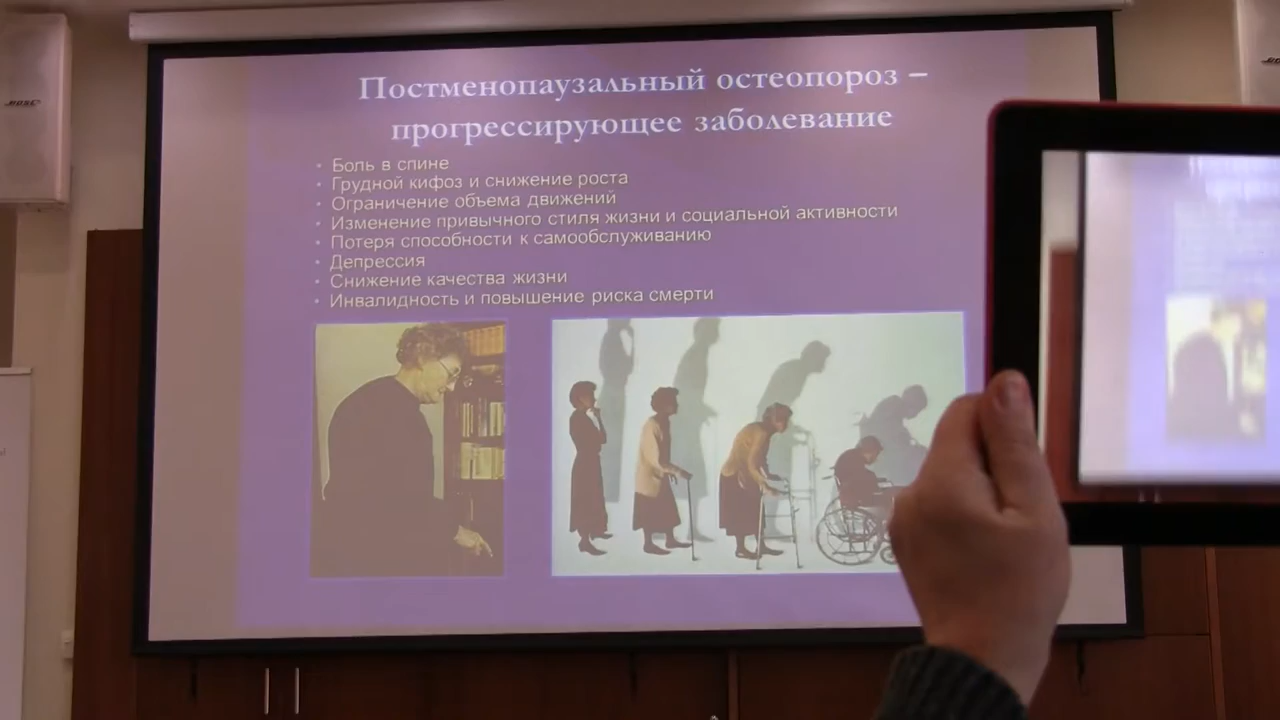 BOSE
Постменопаузальный остеопороз –
прогрессирующее заболевание
• Боль в спине
• Грудной кифоз и снижение роста
• Ограничение объема движений
• Изменение привычного стиля жизни и социальной активности
• Потеря способности к самообслуживанию
• Депрессия
• Снижение качества жизни
• Инвалидность и повышение риска смерти